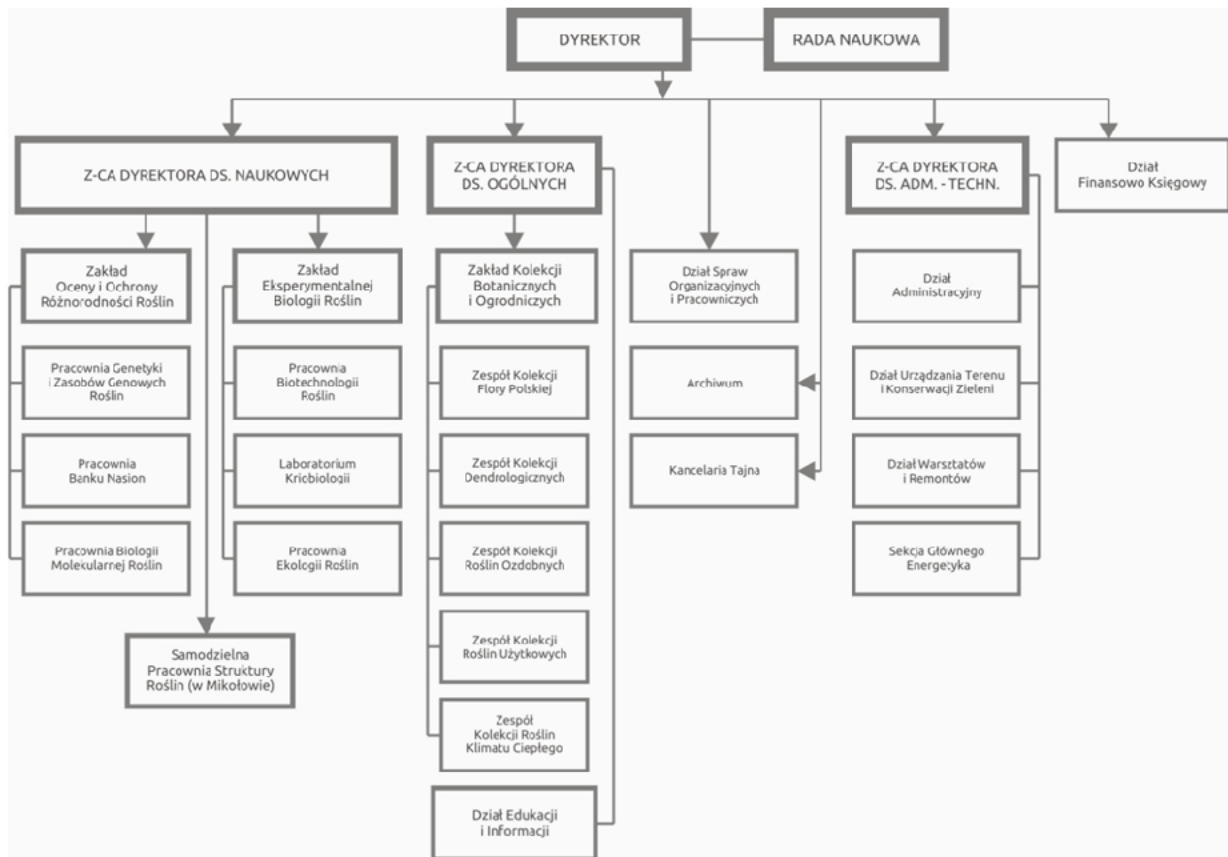 DYREKTOR
RADA NAUKOWA
Z-CA DYREKTORA DS. NAUKOWYCH
Z-CA DYREKTORA
DS. OGÓLNYCH
Z-CA DYREKTORA
DS. ADM. - TECHN.
Dział
Finansowo Księgowy
Zakład
Oceny i Ochrony
Różnorodności Roślin
Pracownia Genetyki
i Zasobów Genowych
Roślin
Pracownia
Banku Nasion
Pracownia Biologii
Molekularnej Roślin
Zakład
Eksperymentalnej
Biologii Roślin
Pracownia
Biotechnologii
Roślin
Laboratorium
Kriobiologii
Pracownia
Ekologii Roślin
Samodzielna
Pracownia Struktury
Roślin (w Mikołowie)
Zakład Kolekcji
Botanicznych
i Ogrodniczych
Zespół Kolekcji
Flory Polskiej
Zespół Kolekcji
Dendrologicznych
Zespół Kolekcji
Roślin Ozdobnych
Zespół Kolekcji
Roślin Użytkowych
Zespół
Kolekcji Roślin
Klimatu Ciepłego
Dział Edukacji
i Informacji
Dział Spraw
Organizacyjnych
i Pracowniczych
Archiwum
Kancelaria Tajna
Dział
Administracyjny
Dział Urządzania Terenu
i Konserwacji Zieleni
Dział Warsztatów
i Remontów
Sekcja Głównego
Energetyka